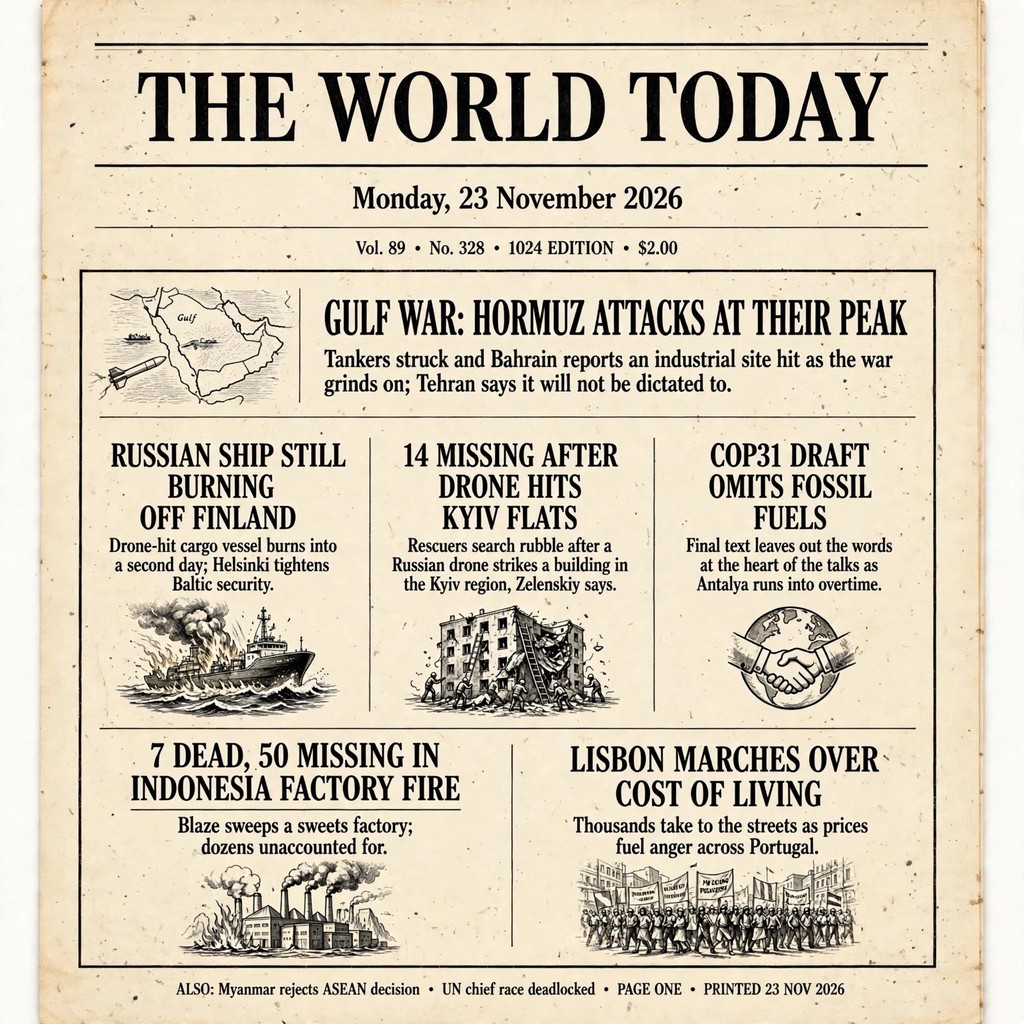 THE WORLD TODAY
Monday, 23 November 2026
Vol. 89 • No. 328 • 1024 EDITION • $2.00
Gulf
GULF WAR: HORMUZ ATTACKS AT THEIR PEAK
Tankers struck and Bahrain reports an industrial site hit as the war
grinds on; Tehran says it will not be dictated to.
RUSSIAN SHIP STILL
BURNING
OFF FINLAND
Drone-hit cargo vessel burns into
a second day; Helsinki tightens
Baltic security.
14 MISSING AFTER
DRONE HITS
KYIV FLATS
Rescuers search rubble after a
Russian drone strikes a building in
the Kyiv region, Zelenskiy says.
COP31 DRAFT
OMITS FOSSIL
FUELS
Final text leaves out the words
at the heart of the talks as
Antalya runs into overtime.
7 DEAD, 50 MISSING IN
INDONESIA FACTORY FIRE
Blaze sweeps a sweets factory;
dozens unaccounted for.
LISBON MARCHES OVER
COST OF LIVING
Thousands take to the streets as prices
fuel anger across Portugal.
ALSO: Myanmar rejects ASEAN decision • UN chief race deadlocked • PAGE ONE • PRINTED 23 NOV 2026